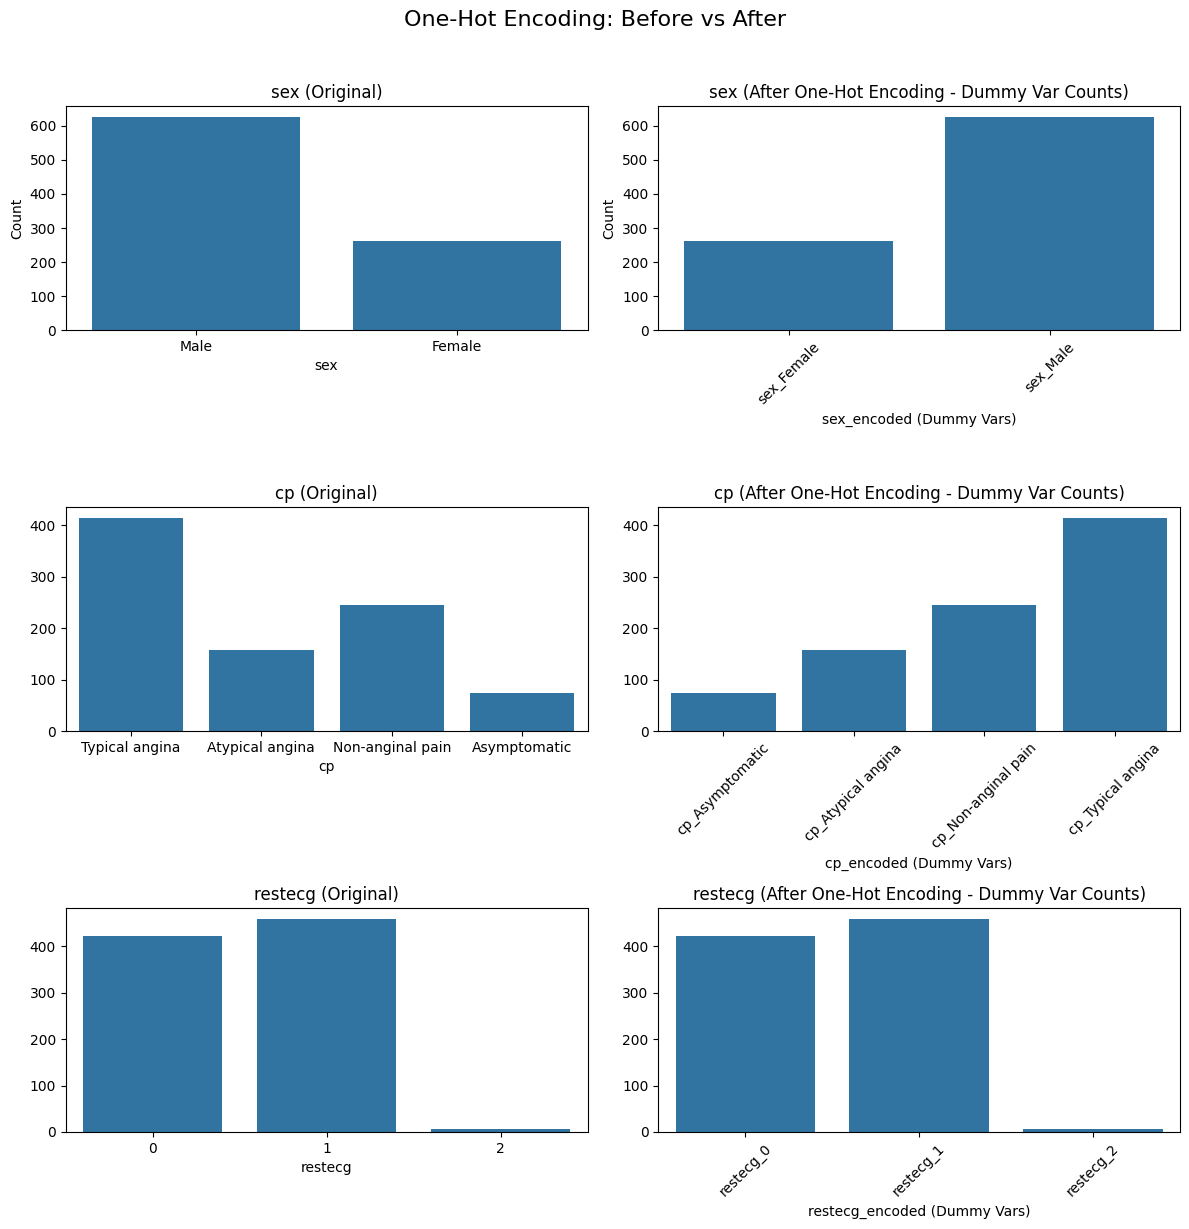 One-Hot Encoding: Before vs After
sex (Original)
Count
600
500
400
300
200
100
0
Male Female
sex
sex (After One-Hot Encoding - Dummy Var Counts)
Count
600
500
400
300
200
100
0
sex_Female sex_Male
sex_encoded (Dummy Vars)
cp (Original)
400
300
200
100
0
Typical angina Atypical angina Non-anginal pain Asymptomatic
cp
cp (After One-Hot Encoding - Dummy Var Counts)
400
300
200
100
0
cp_Asymptomatic cp_Atypical angina cp_Non-anginal pain cp_Typical angina
cp_encoded (Dummy Vars)
restecg (Original)
400
300
200
100
0
0 1 2
restecg
restecg (After One-Hot Encoding - Dummy Var Counts)
400
300
200
100
0
restecg_0 restecg_1 restecg_2
restecg_encoded (Dummy Vars)